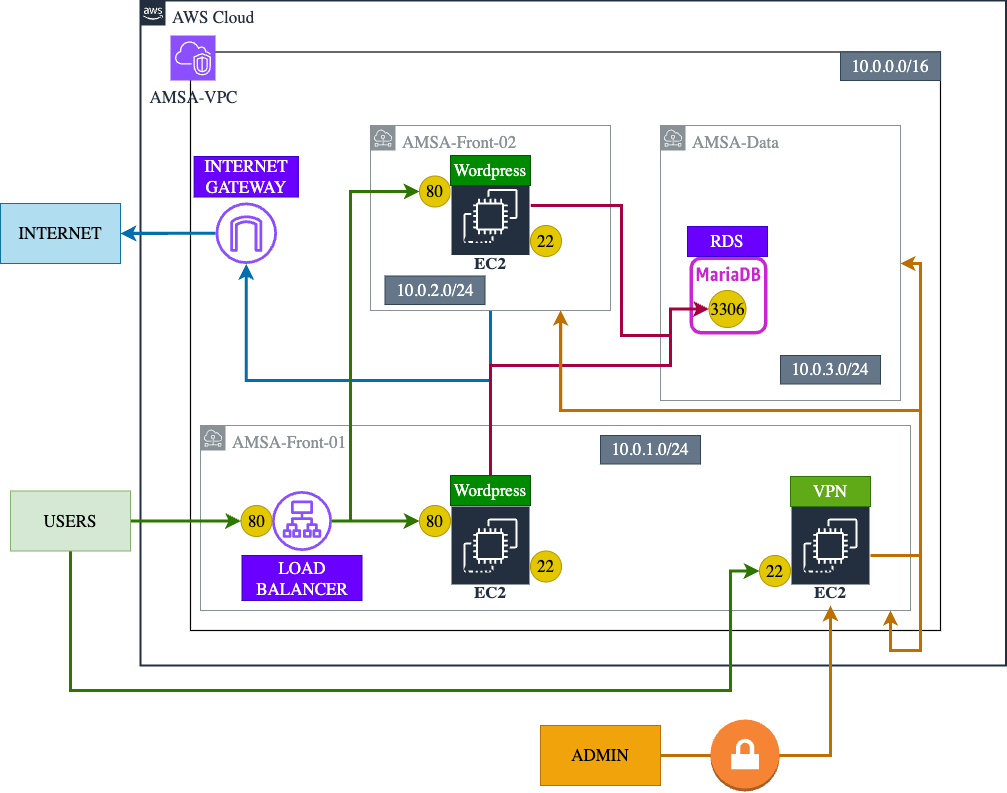 aws
AWS Cloud
AMSA-VPC
10.0.0.0/16
AMSA-Front-02
AMSA-Data
INTERNET
GATEWAY
Wordpress
80
INTERNET
22
RDS
EC2
MariaDB
10.0.2.0/24
3306
10.0.3.0/24
AMSA-Front-01
10.0.1.0/24
Wordpress
VPN
USERS
80
80
22
22
LOAD
BALANCER
EC2
EC2
ADMIN